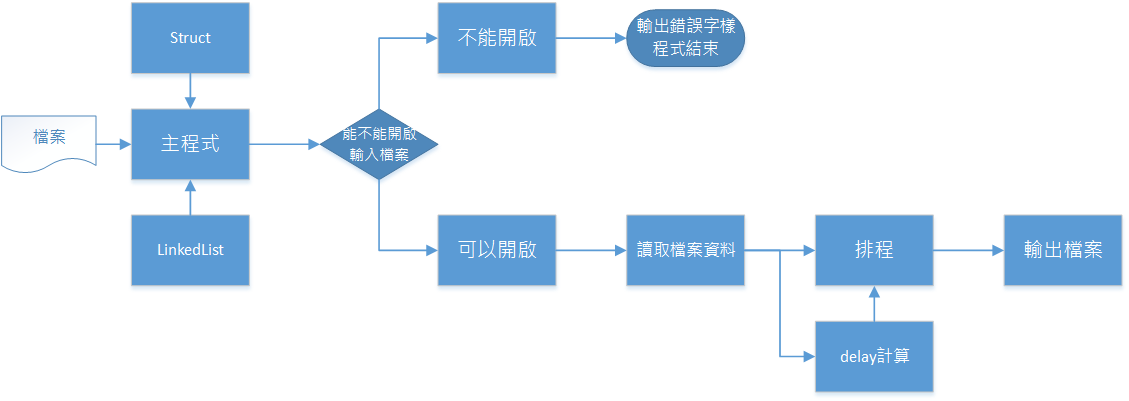 Struct
檔案
主程式
LinkedList
能不能開啟
輸入檔案
不能開啟
輸出錯誤字樣
程式結束
可以開啟
讀取檔案資料
排程
輸出檔案
delay計算